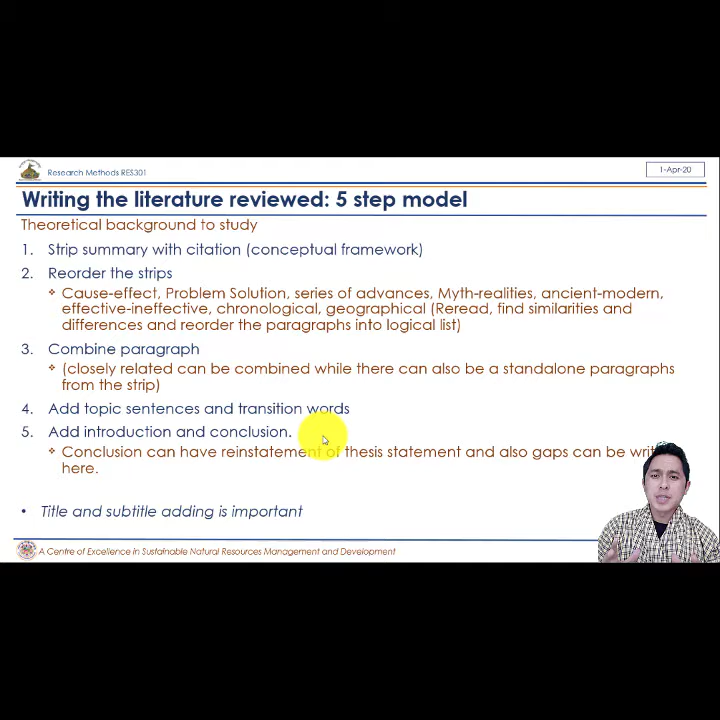 Research Methods RES301
1-Apr-20
Writing the literature reviewed: 5 step model
Theoretical background to study
1. Strip summary with citation (conceptual framework)
2. Reorder the strips
Cause-effect, Problem Solution, series of advances, Myth-realities, ancient-modern,
effective-ineffective, chronological, geographical (Reread, find similarities and
differences and reorder the paragraphs into logical list)
3. Combine paragraph
(closely related can be combined while there can also be a standalone paragraphs
from the strip)
4. Add topic sentences and transition words
5. Add introduction and conclusion.
Conclusion can have reinstatement of thesis statement and also gaps can be
here.
• Title and subtitle adding is important
A Centre of Excellence in Sustainable Natural Resources Management and Development